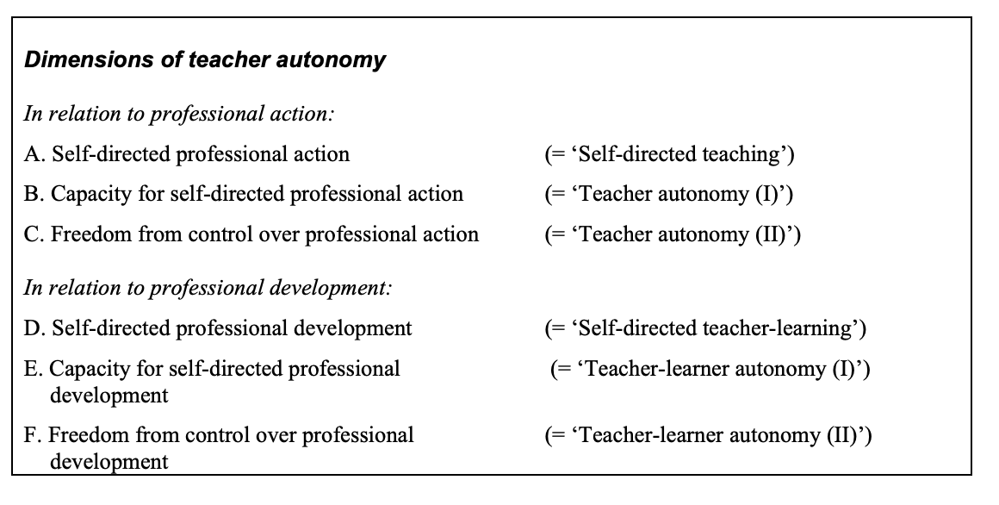 Dimensions of teacher autonomy
In relation to professional action:
A. Self-directed professional action (= ‘Self-directed teaching’)
B. Capacity for self-directed professional action (= ‘Teacher autonomy (I)’)
C. Freedom from control over professional action (= ‘Teacher autonomy (II)’)
In relation to professional development:
D. Self-directed professional development (= ‘Self-directed teacher-learning’)
E. Capacity for self-directed professional (= ‘Teacher-learner autonomy (I)’)
development
F. Freedom from control over professional (= ‘Teacher-learner autonomy (II)’)
development